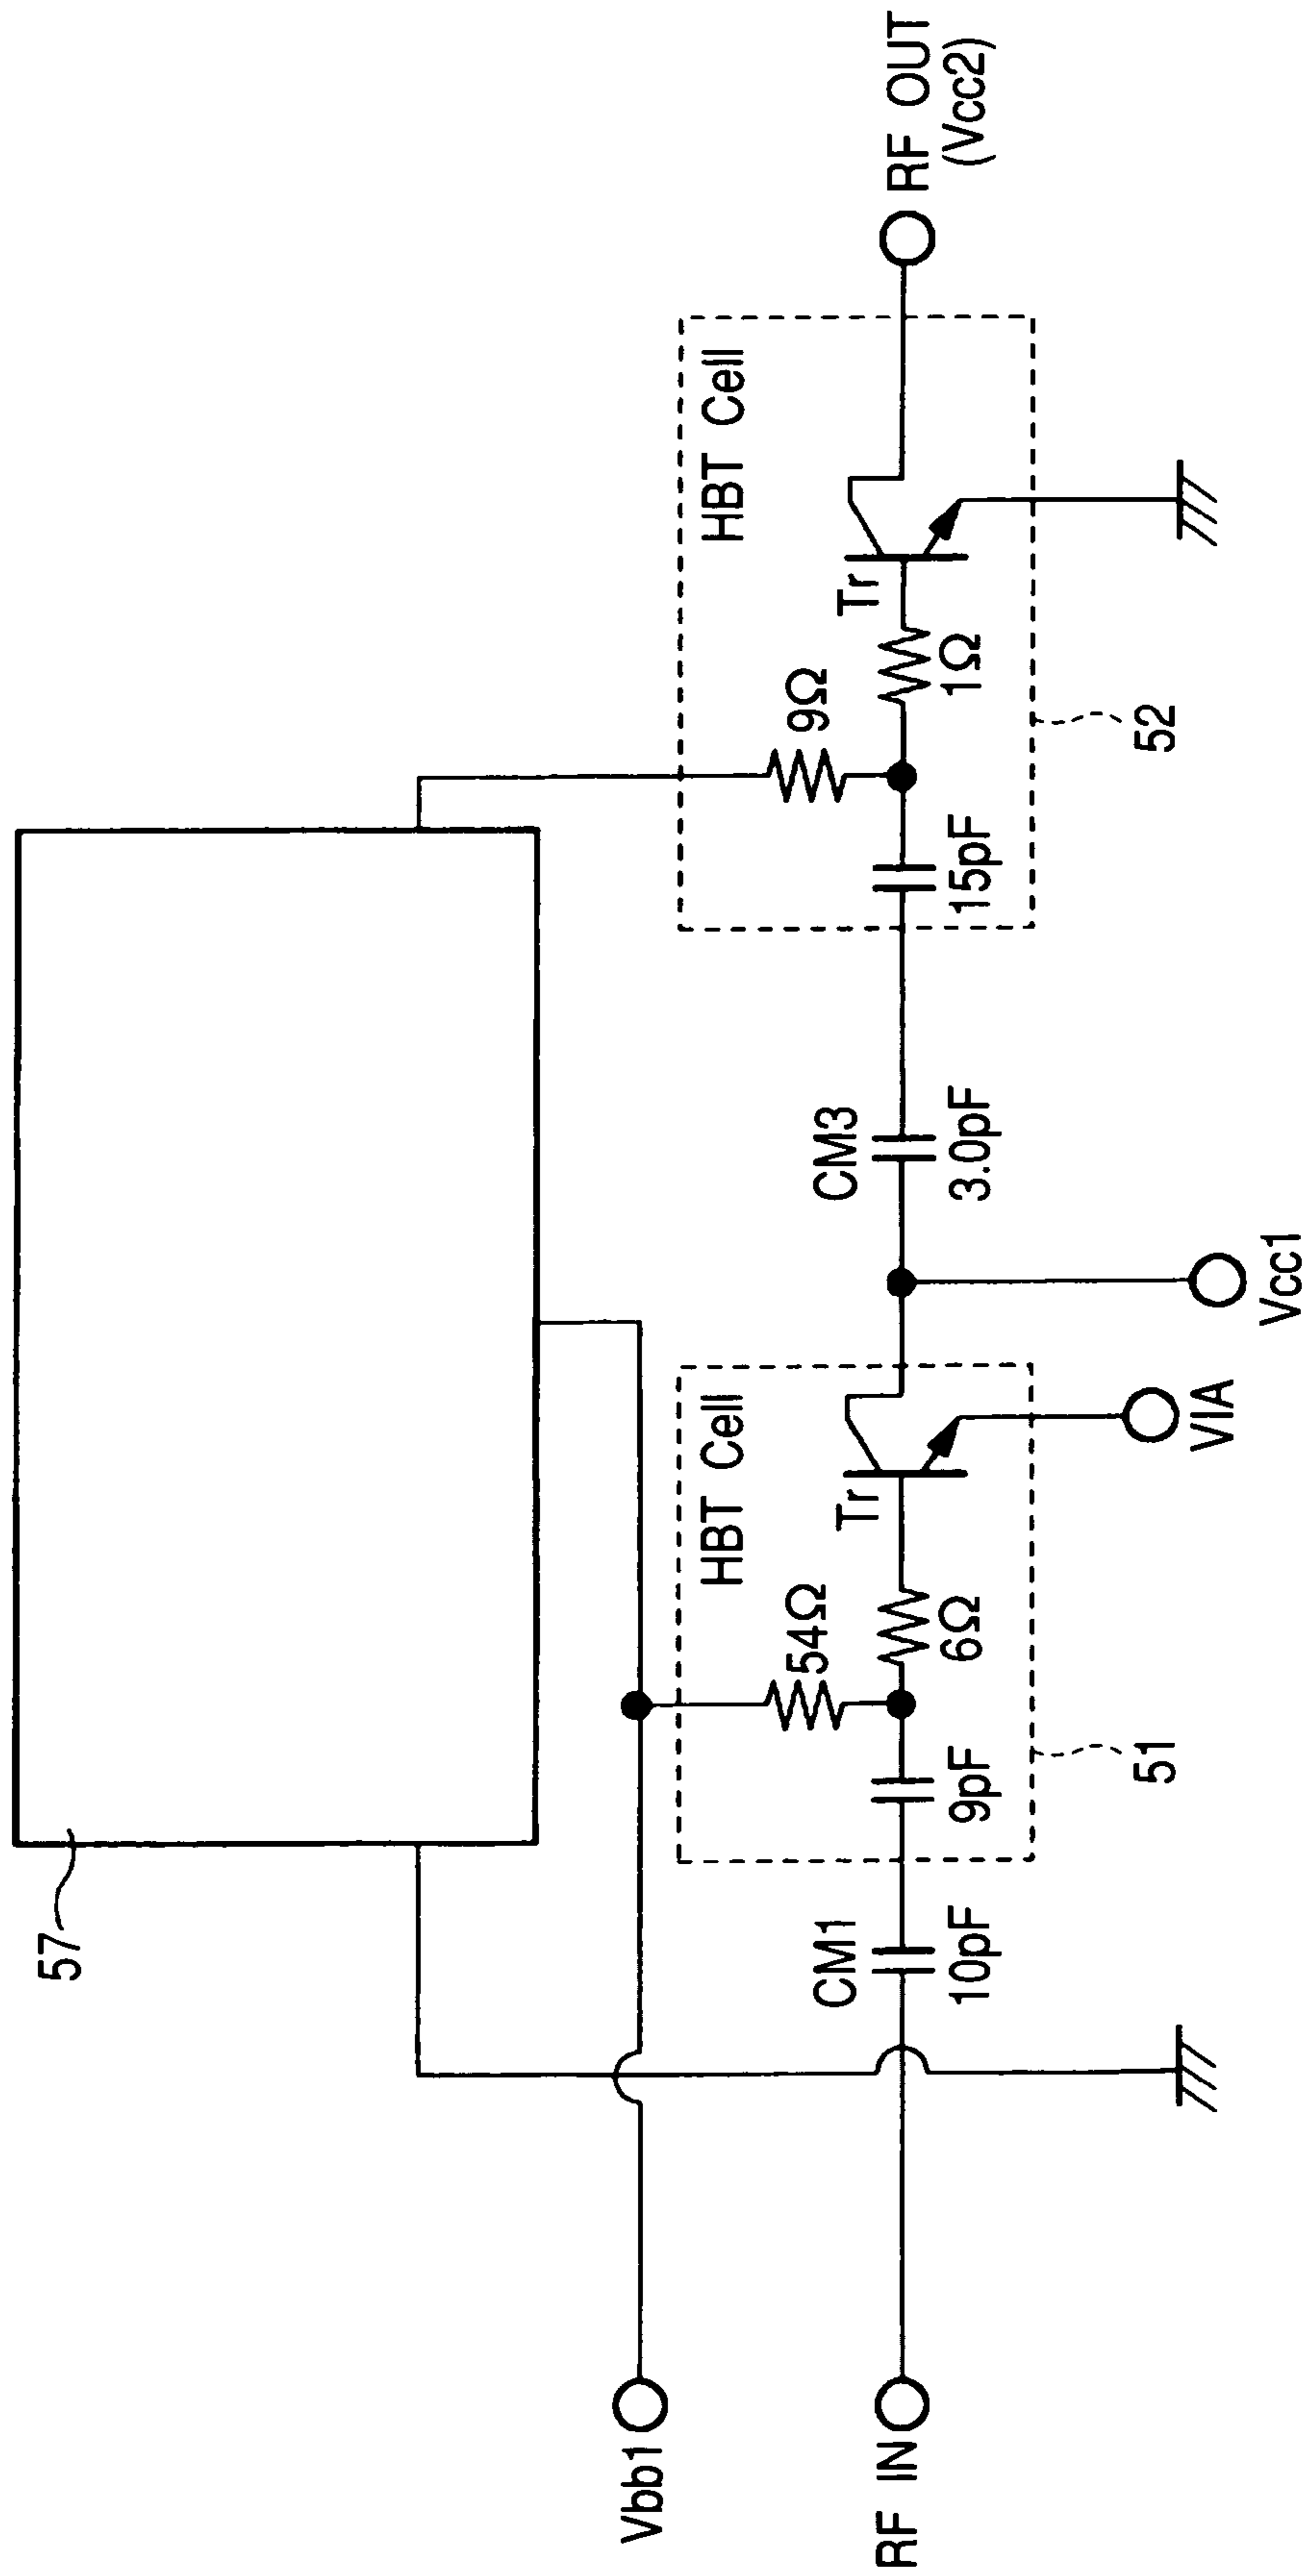 57
HBT Cell
HBT Cell
54Ω
9Ω
Vbb1
CM1
Tr
CM3
Tr
RF IN
RF OUT
(Vcc2)
10pF
9pF
6Ω
3.0pF
15pF
1Ω
51
VIA
Vcc1
52